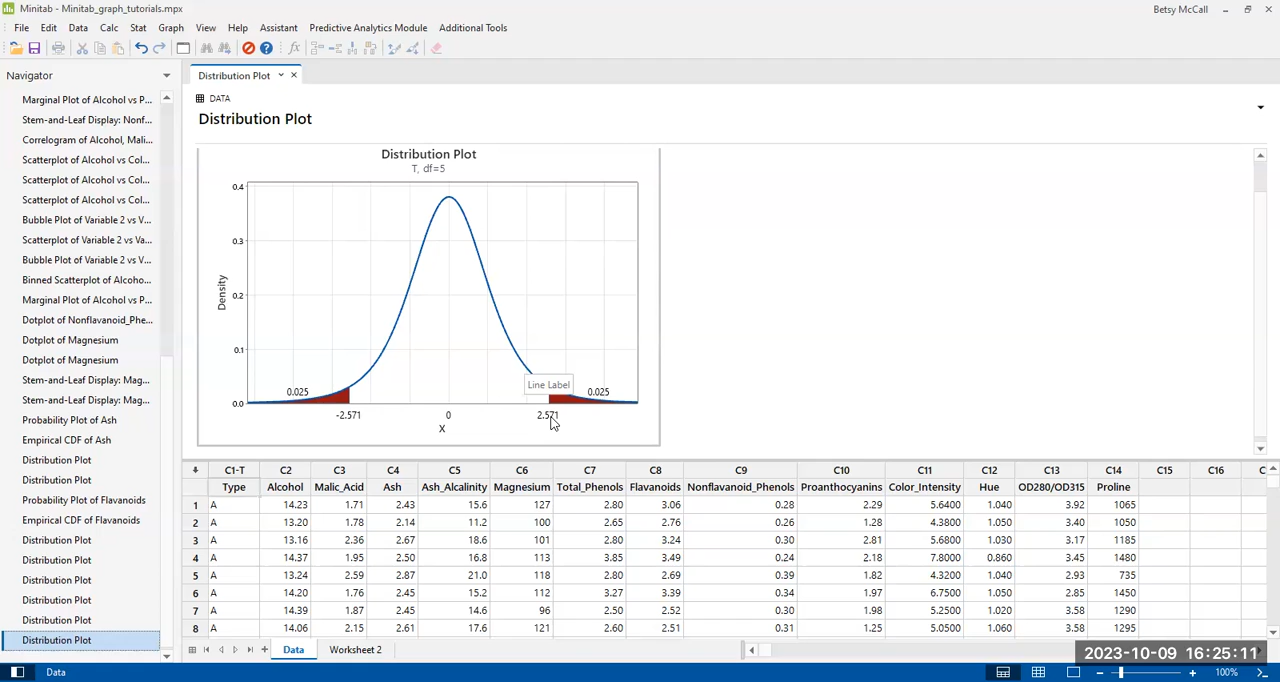 Minitab - Minitab_graph_tutorials.mpx
Betsy McCall
File Edit Data Calc Stat Graph View Help Assistant Predictive Analytics Module Additional Tools
Navigator
Marginal Plot of Alcohol vs P...
Stem-and-Leaf Display: Nonf...
Correlogram of Alcohol, Mali...
Scatterplot of Alcohol vs Col...
Scatterplot of Alcohol vs Col...
Scatterplot of Alcohol vs Col...
Bubble Plot of Variable 2 vs V...
Scatterplot of Variable 2 vs Va...
Bubble Plot of Variable 2 vs V...
Binned Scatterplot of Alcoho...
Marginal Plot of Alcohol vs P...
Dotplot of Nonflavanoid_Phe...
Dotplot of Magnesium
Dotplot of Magnesium
Stem-and-Leaf Display: Mag...
Stem-and-Leaf Display: Mag...
Probability Plot of Ash
Empirical CDF of Ash
Distribution Plot
Distribution Plot
Probability Plot of Flavanoids
Empirical CDF of Flavanoids
Distribution Plot
Distribution Plot
Distribution Plot
Distribution Plot
Distribution Plot
Distribution Plot
Distribution Plot
DATA
Distribution Plot
Distribution Plot
T, df=5
0.4
0.3
0.2
0.1
0.0
Density
0.025
Line Label
0.025
-2.571 0 2.571
X
C1-T C2 C3 C4 C5 C6 C7 C8 C9 C10 C11 C12 C13 C14 C15 C16 C
Type Alcohol Malic_Acid Ash Ash_Alcalinity Magnesium Total_Phenols Flavanoids Nonflavanoid_Phenols Proanthocyanins Color_Intensity Hue OD280/OD315 Proline
1 A 14.23 1.71 2.43 15.6 127 2.80 3.06 0.28 2.29 5.6400 1.040 3.92 1065
2 A 13.20 1.78 2.14 11.2 100 2.65 2.76 0.26 1.28 4.3800 1.050 3.40 1050
3 A 13.16 2.36 2.67 18.6 101 2.80 3.24 0.30 2.81 5.6800 1.030 3.17 1185
4 A 14.37 1.95 2.50 16.8 113 3.85 3.49 0.24 2.18 7.8000 0.860 3.45 1480
5 A 13.24 2.59 2.87 21.0 118 2.80 2.69 0.39 1.82 4.3200 1.040 2.93 735
6 A 14.20 1.76 2.45 15.2 112 3.27 3.39 0.34 1.97 6.7500 1.050 2.85 1450
7 A 14.39 1.87 2.45 14.6 96 2.50 2.52 0.30 1.98 5.2500 1.020 3.58 1290
8 A 14.06 2.15 2.61 17.6 121 2.60 2.51 0.31 1.25 5.0500 1.060 3.58 1295
Data Worksheet 2
2023-10-09 16:25:11
Data
100%